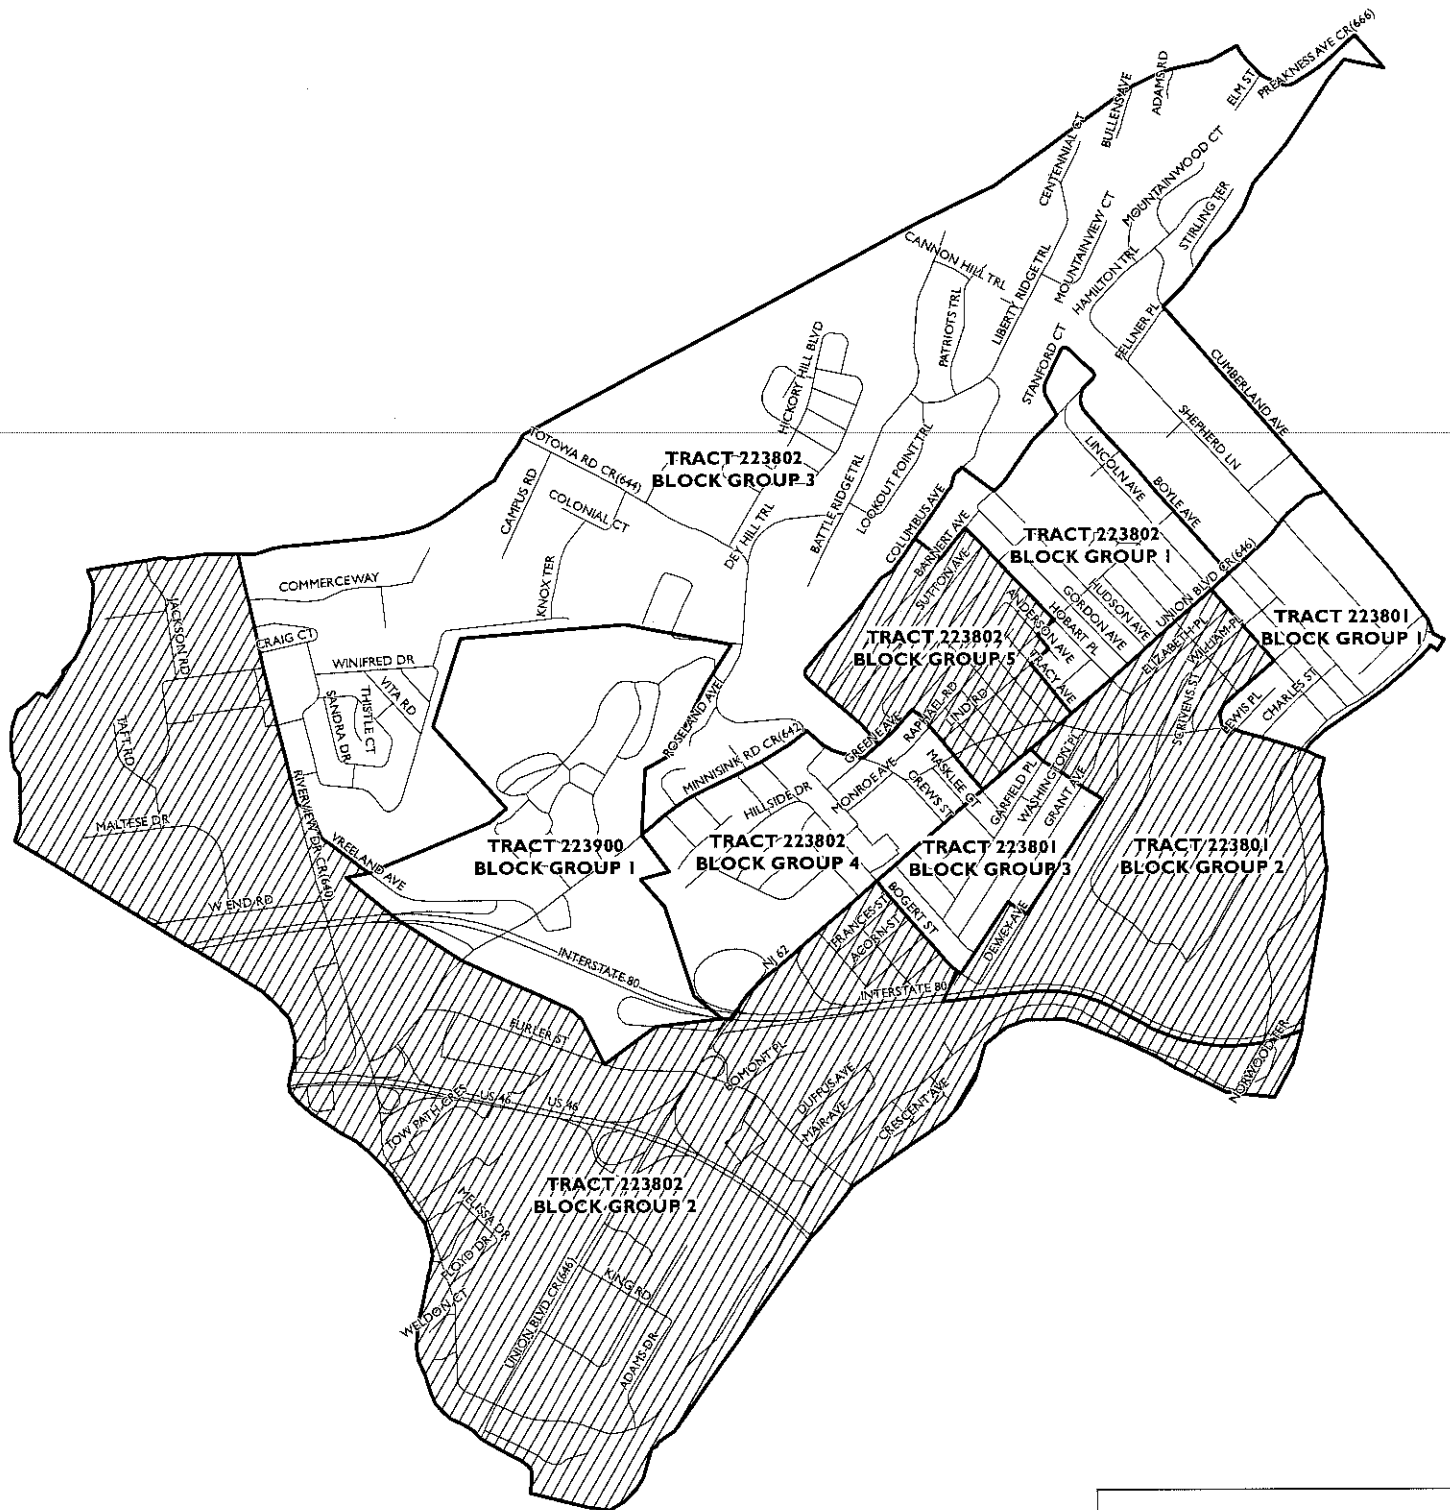 PREAKNESS AVE CR(666)
ADAMS RD
ELM ST
BULLENS AVE
CENTENNIAL CT
MOUNTAINWOOD CT
MOUNTAINVIEW CT
STIRLING TER
CANNON HILL TRL
HAMILTON TRL
LIBERTY RIDGE TRL
PATRIOTS TRL
FELLNER PL
STANFORD CT
CUMBERLAND AVE
HICKORY HILL BLVD
SHEPHERD LN
TOTOWA RD CR(644)
TRACT 223802
BLOCK GROUP 3
LINCOLN AVE
BOYLE AVE
CAMPUS RD
COLONIAL CT
LOOKOUT POINT TRL
BATTLE RIDGE TRL
DEY HILL TRL
COLUMBUS AVE
BARNERT AVE
SUTTON AVE
TRACT 223802
BLOCK GROUP 1
UNION BLVD CR(646)
COMMERCEWAY
KNOX TER
HUDSON AVE
GORDON AVE
HOBART PL
ANDERSON AVE
JACKSON RD
CRAIG CT
WINIFRED DR
VITA RD
THISTLE CT
SANDRA DR
TRACT 223802
BLOCK GROUP 5
TRACY AVE
ELIZABETH PL
WILLIAM PL
TRACT 223801
BLOCK GROUP 1
SCRIVENS ST
LEWIS PL
CHARLES ST
TAFT RD
ROSELAND AVE
GREENE AVE
RAPHAEL RD
LIND RD
MINNISINK RD CR(642)
MASKLEE CT
MONROE AVE
CREWS ST
HILLSIDE DR
GARFIELD PL
WASHINGTON PL
GRANT AVE
MALTESE DR
RIVERVIEW DR CR(640)
VREELAND AVE
TRACT 223900
BLOCK GROUP 1
TRACT 223802
BLOCK GROUP 4
TRACT 223801
BLOCK GROUP 3
TRACT 223801
BLOCK GROUP 2
W END RD
BOGERT ST
FRANCES ST
ACORN ST
DEWEY AVE
INTERSTATE 80
NJ 62
INTERSTATE 80
FURLER ST
BOMONT PL
DUFFUS AVE
MAIR AVE
CRESCENT AVE
NORWOOD TER
TOW PATH CRES
US 46
US 46
TRACT 223802
BLOCK GROUP 2
MELISSA DR
FLOYD DR
WELDON CT
UNION BLVD CR(646)
KING RD
ADAMS DR